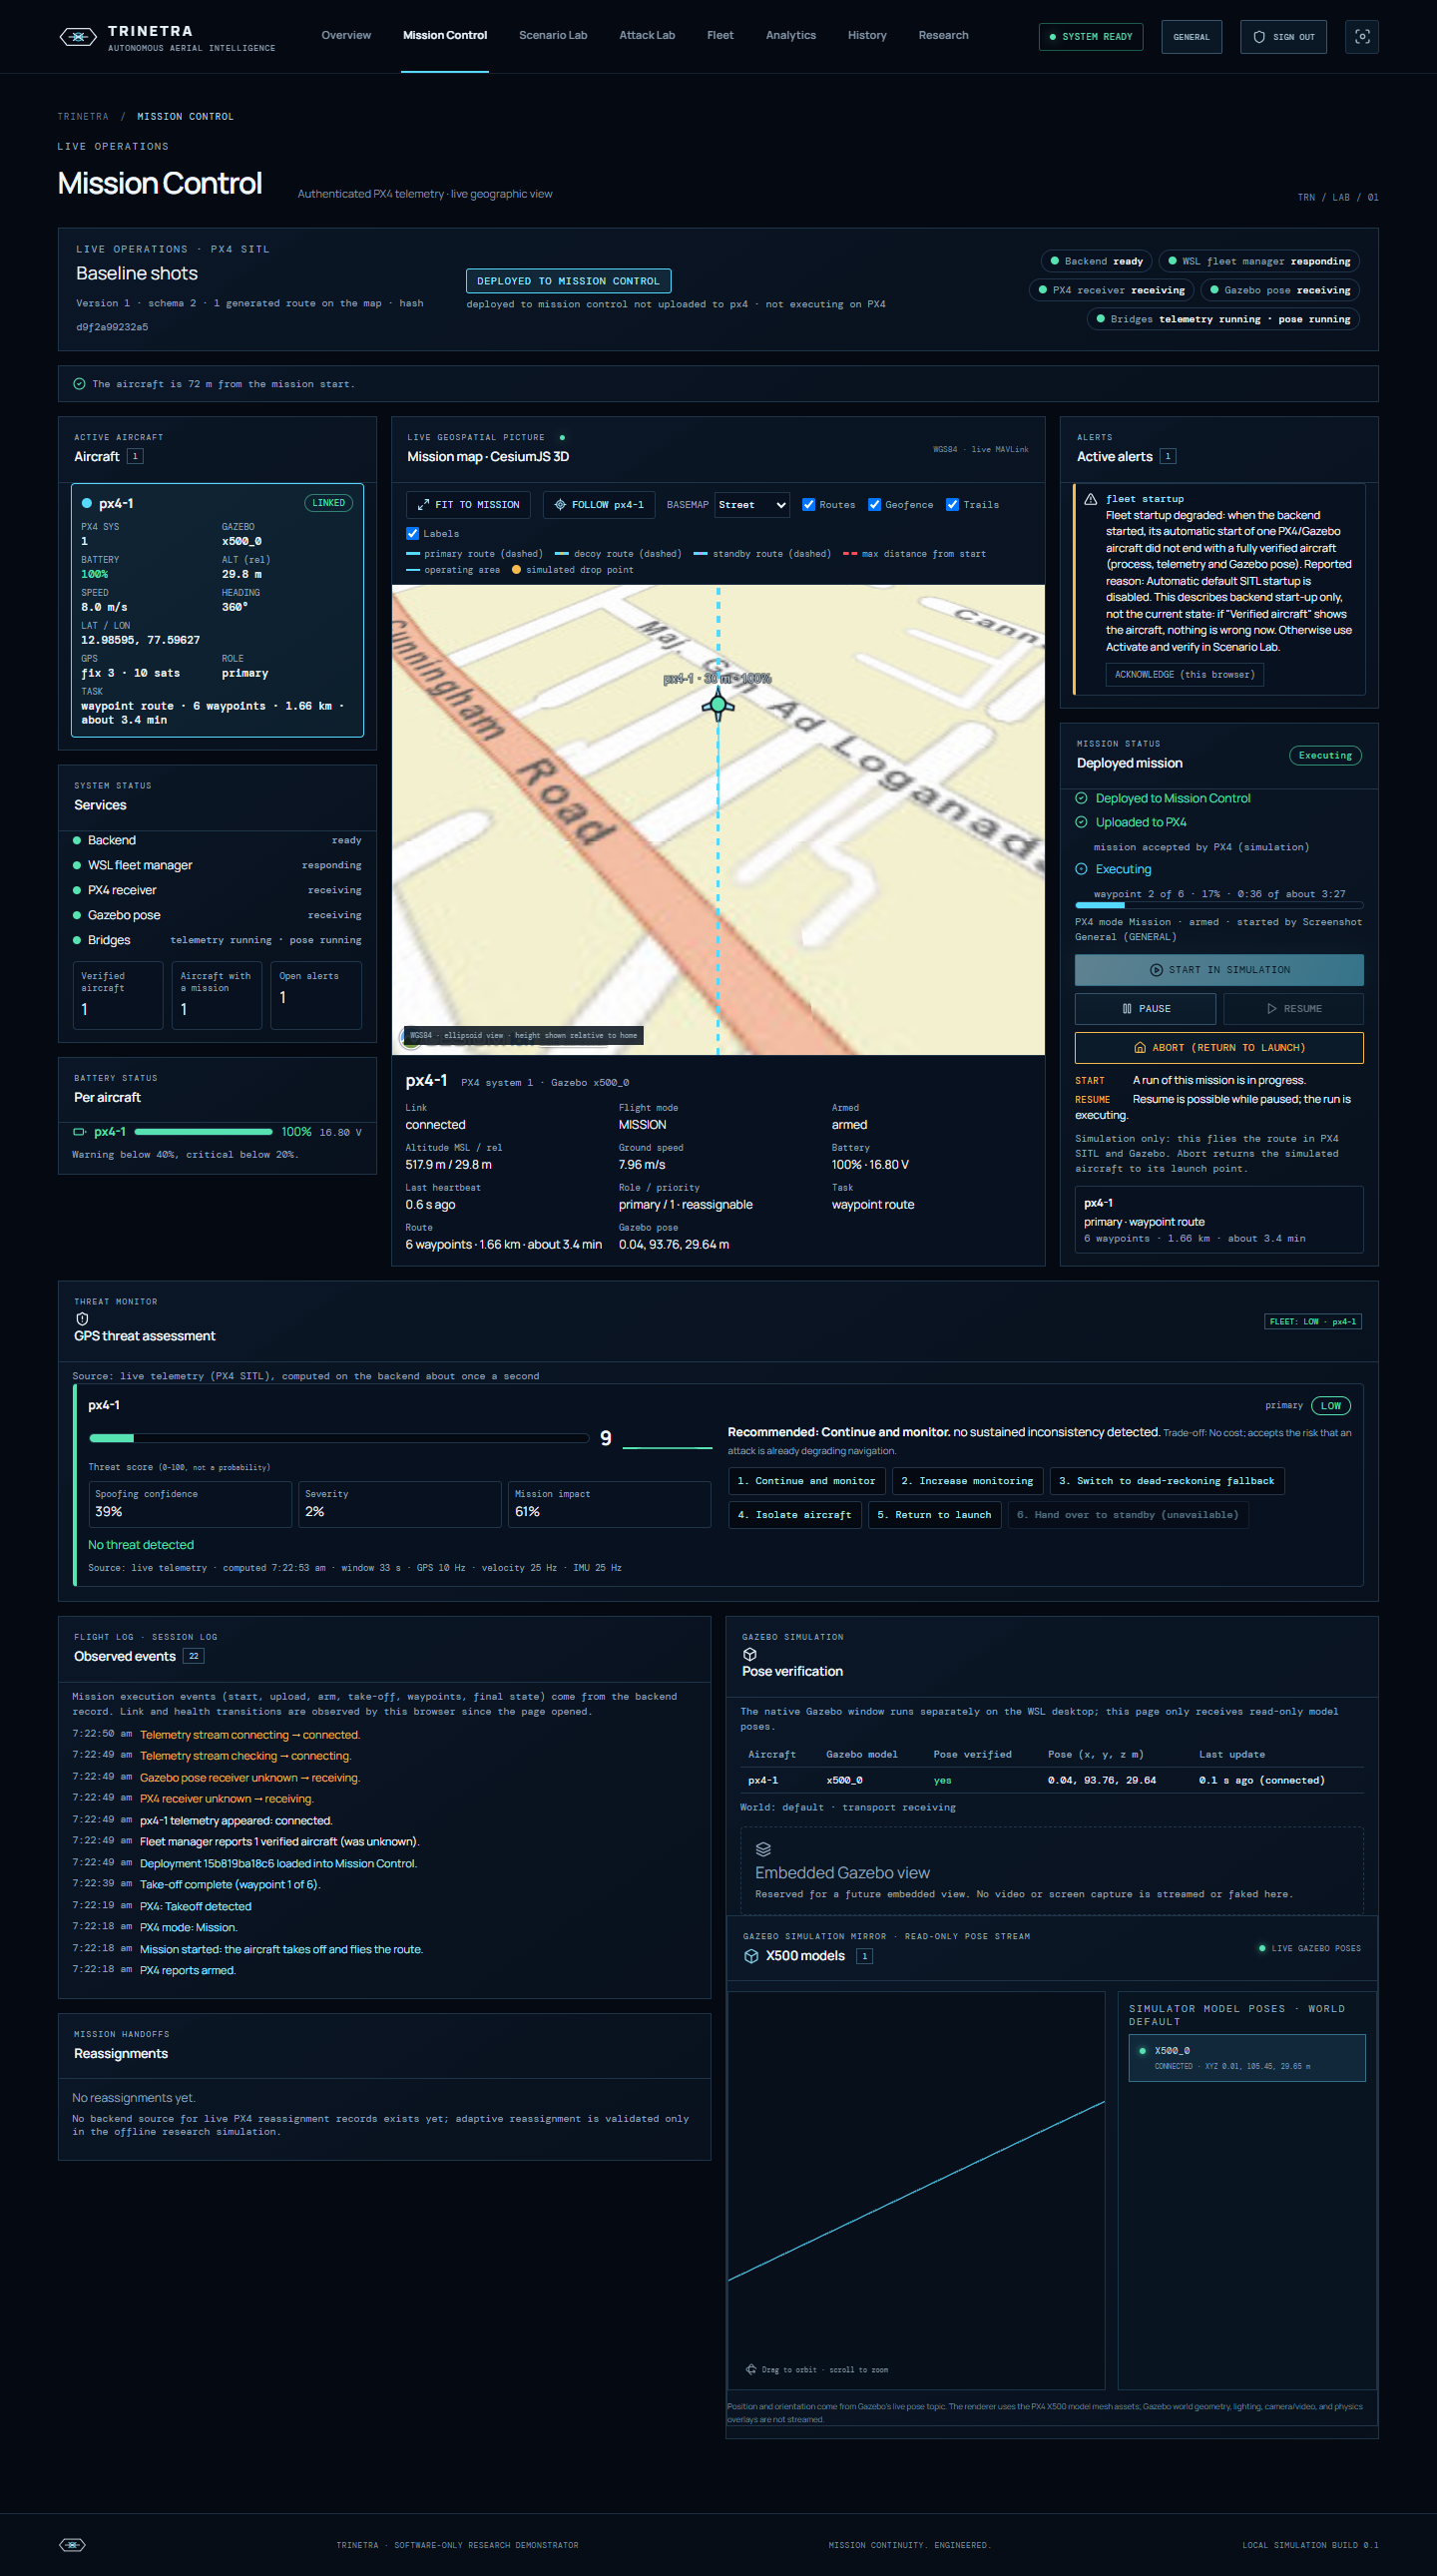 TRINETRA
AUTONOMOUS AERIAL INTELLIGENCE
Overview
Mission Control
Scenario Lab
Attack Lab
Fleet
Analytics
History
Research
SYSTEM READY
GENERAL
SIGN OUT
TRINETRA / MISSION CONTROL
LIVE OPERATIONS
Mission Control
Authenticated PX4 telemetry · live geographic view
TRN / LAB / 01
LIVE OPERATIONS · PX4 SITL
Baseline shots
Version 1 · schema 2 · 1 generated route on the map · hash
d9f2a99232a5
DEPLOYED TO MISSION CONTROL
deployed to mission control not uploaded to px4 · not executing on PX4
Backend ready
WSL fleet manager responding
PX4 receiver receiving
Gazebo pose receiving
Bridges telemetry running · pose running
The aircraft is 72 m from the mission start.
ACTIVE AIRCRAFT
Aircraft 1
px4-1
LINKED
PX4 SYS
1
GAZEBO
x500_0
BATTERY
100%
ALT (rel)
29.8 m
SPEED
8.0 m/s
HEADING
360°
LAT / LON
12.98595, 77.59627
GPS
fix 3 · 10 sats
ROLE
primary
TASK
waypoint route · 6 waypoints · 1.66 km ·
about 3.4 min
SYSTEM STATUS
Services
Backend ready
WSL fleet manager responding
PX4 receiver receiving
Gazebo pose receiving
Bridges telemetry running · pose running
Verified
aircraft
1
Aircraft with
a mission
1
Open alerts
1
BATTERY STATUS
Per aircraft
px4-1 100% 16.80 V
Warning below 40%, critical below 20%.
LIVE GEOSPATIAL PICTURE
Mission map · CesiumJS 3D
WGS84 · live MAVLink
FIT TO MISSION
FOLLOW px4-1
BASEMAP
Street
Routes
Geofence
Trails
Labels
primary route (dashed)
decoy route (dashed)
standby route (dashed)
max distance from start
operating area
simulated drop point
Cunningham Road
Maj. Ad Loganad
Cann
px4-1 · 30 m · 100%
WGS84 · ellipsoid view · height shown relative to home
px4-1
PX4 system 1 · Gazebo x500_0
Link
connected
Flight mode
MISSION
Armed
armed
Altitude MSL / rel
517.9 m / 29.8 m
Ground speed
7.96 m/s
Battery
100% · 16.80 V
Last heartbeat
0.6 s ago
Role / priority
primary / 1 · reassignable
Task
waypoint route
Route
6 waypoints · 1.66 km · about 3.4 min
Gazebo pose
0.04, 93.76, 29.64 m
ALERTS
Active alerts 1
fleet startup
Fleet startup degraded: when the backend
started, its automatic start of one PX4/Gazebo
aircraft did not end with a fully verified aircraft
(process, telemetry and Gazebo pose). Reported
reason: Automatic default SITL startup is
disabled. This describes backend start-up only,
not the current state: if "Verified aircraft" shows
the aircraft, nothing is wrong now. Otherwise use
Activate and verify in Scenario Lab.
ACKNOWLEDGE (this browser)
MISSION STATUS
Deployed mission
Executing
Deployed to Mission Control
Uploaded to PX4
mission accepted by PX4 (simulation)
Executing
waypoint 2 of 6 · 17% · 0:36 of about 3:27
PX4 mode Mission · armed · started by Screenshot
General (GENERAL)
START IN SIMULATION
PAUSE
RESUME
ABORT (RETURN TO LAUNCH)
START A run of this mission is in progress.
RESUME Resume is possible while paused; the run is
executing.
Simulation only: this flies the route in PX4
SITL and Gazebo. Abort returns the simulated
aircraft to its launch point.
px4-1
primary · waypoint route
6 waypoints · 1.66 km · about 3.4 min
THREAT MONITOR
GPS threat assessment
FLEET: LOW · px4-1
Source: live telemetry (PX4 SITL), computed on the backend about once a second
px4-1
primary LOW
9
Threat score (0-100, not a probability)
Spoofing confidence
39%
Severity
2%
Mission impact
61%
No threat detected
Source: live telemetry · computed 7:22:53 am · window 33 s · GPS 10 Hz · velocity 25 Hz · IMU 25 Hz
Recommended: Continue and monitor. no sustained inconsistency detected. Trade-off: No cost; accepts the risk that an
attack is already degrading navigation.
1. Continue and monitor
2. Increase monitoring
3. Switch to dead-reckoning fallback
4. Isolate aircraft
5. Return to launch
6. Hand over to standby (unavailable)
FLIGHT LOG · SESSION LOG
Observed events 22
Mission execution events (start, upload, arm, take-off, waypoints, final state) come from the backend
record. Link and health transitions are observed by this browser since the page opened.
7:22:50 am Telemetry stream connecting → connected.
7:22:49 am Telemetry stream checking → connecting.
7:22:49 am Gazebo pose receiver unknown → receiving.
7:22:49 am PX4 receiver unknown → receiving.
7:22:49 am px4-1 telemetry appeared: connected.
7:22:49 am Fleet manager reports 1 verified aircraft (was unknown).
7:22:49 am Deployment 15b819ba18c6 loaded into Mission Control.
7:22:39 am Take-off complete (waypoint 1 of 6).
7:22:19 am PX4: Takeoff detected
7:22:18 am PX4 mode: Mission.
7:22:18 am Mission started: the aircraft takes off and flies the route.
7:22:18 am PX4 reports armed.
MISSION HANDOFFS
Reassignments
No reassignments yet.
No backend source for live PX4 reassignment records exists yet; adaptive reassignment is validated only
in the offline research simulation.
GAZEBO SIMULATION
Pose verification
The native Gazebo window runs separately on the WSL desktop; this page only receives read-only model
poses.
Aircraft Gazebo model Pose verified Pose (x, y, z m) Last update
px4-1 x500_0 yes 0.04, 93.76, 29.64 0.1 s ago (connected)
World: default · transport receiving
Embedded Gazebo view
Reserved for a future embedded view. No video or screen capture is streamed or faked here.
GAZEBO SIMULATION MIRROR · READ-ONLY POSE STREAM
X500 models 1
LIVE GAZEBO POSES
Drag to orbit · scroll to zoom
SIMULATOR MODEL POSES · WORLD
DEFAULT
X500_0
CONNECTED · XYZ 0.01, 105.45, 29.65 m
Position and orientation come from Gazebo's live pose topic. The renderer uses the PX4 X500 model mesh assets; Gazebo world geometry, lighting, camera/video, and physics
overlays are not streamed.
TRINETRA · SOFTWARE-ONLY RESEARCH DEMONSTRATOR
MISSION CONTINUITY. ENGINEERED.
LOCAL SIMULATION BUILD 0.1